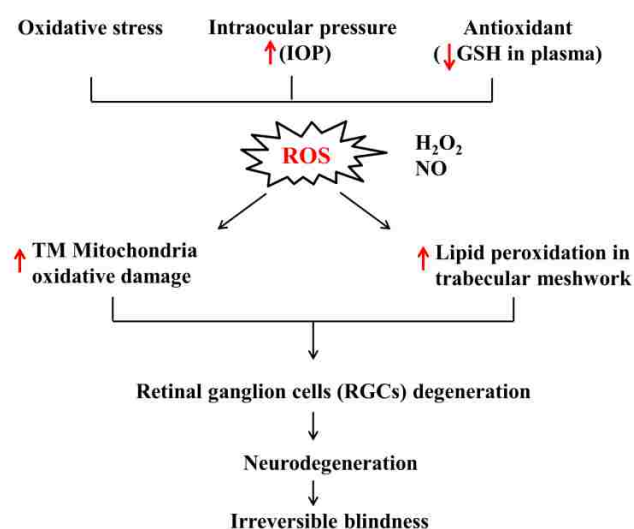 Oxidative stress
Intraocular pressure
↑(IOP)
Antioxidant
(↓GSH in plasma)
ROS
H₂O₂
NO
↑ TM Mitochondria
oxidative damage
↑ Lipid peroxidation in
trabecular meshwork
Retinal ganglion cells (RGCs) degeneration
Neurodegeneration
Irreversible blindness